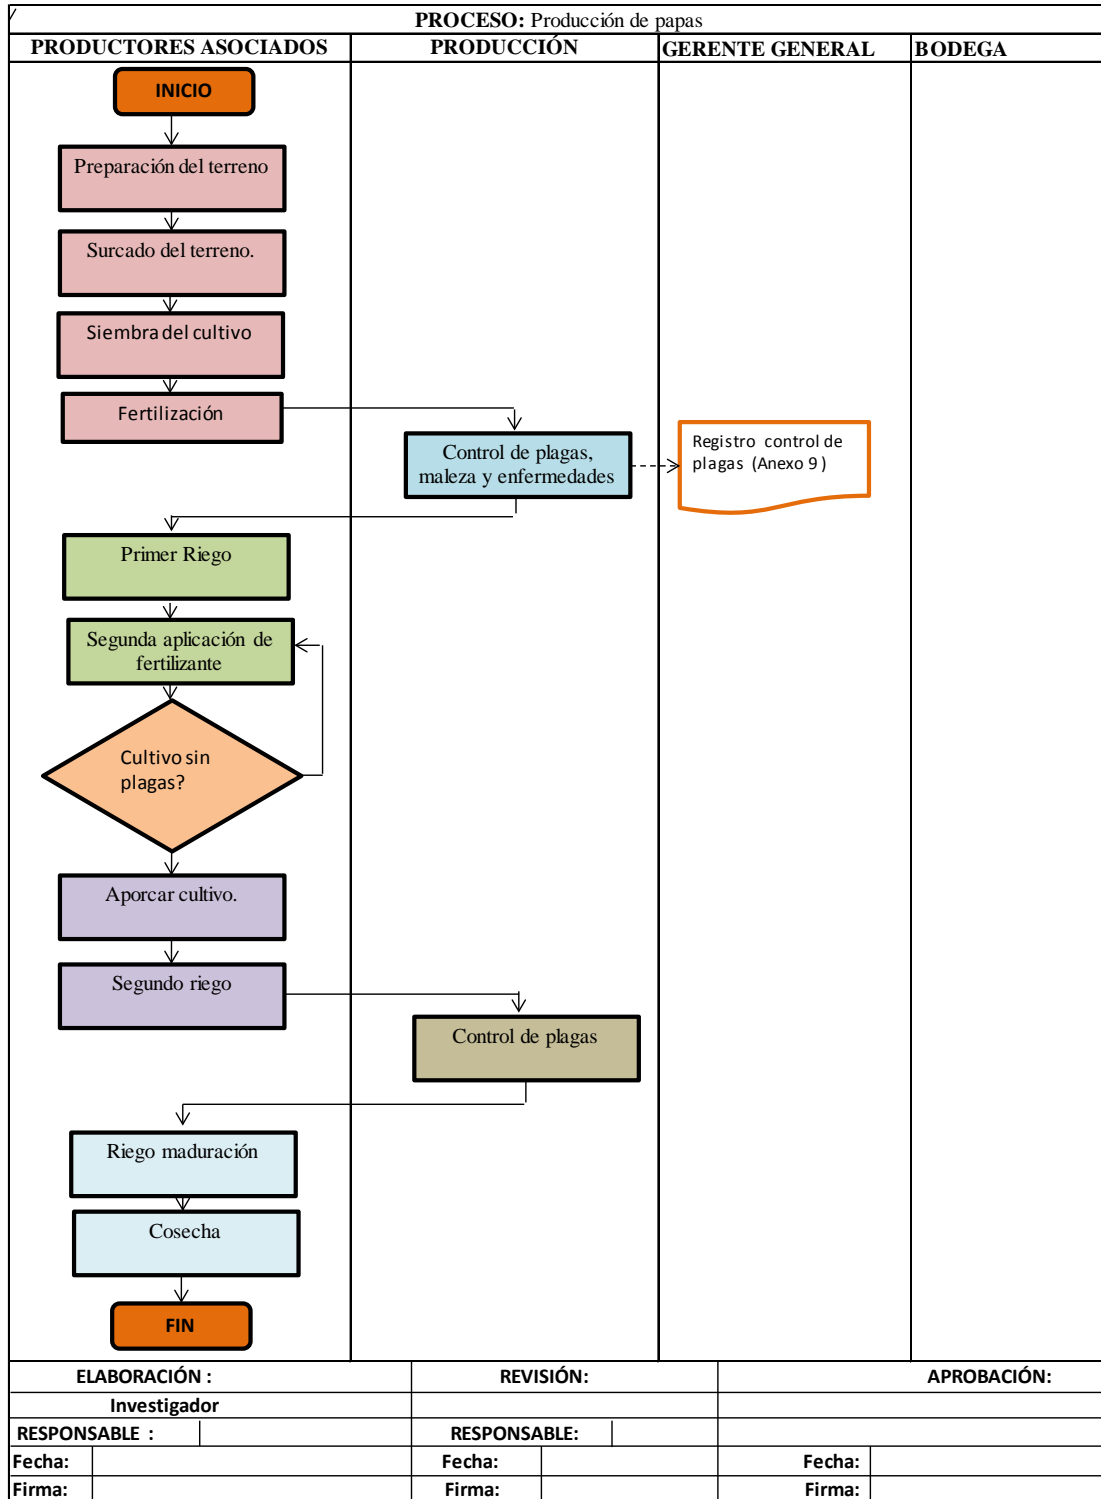 PROCESO: Producción de papas
PRODUCTORES ASOCIADOS
PRODUCCIÓN
GERENTE GENERAL
BODEGA
INICIO
Preparación del terreno
Surcado del terreno.
Siembra del cultivo
Fertilización
Control de plagas,
maleza y enfermedades
Registro control de
plagas (Anexo 9)
Primer Riego
Segunda aplicación de
fertilizante
Cultivo sin
plagas?
Aporcar cultivo.
Segundo riego
Control de plagas
Riego maduración
Cosecha
FIN
ELABORACIÓN :
REVISIÓN:
APROBACIÓN:
Investigador
RESPONSABLE :
RESPONSABLE:
Fecha:
Fecha:
Fecha:
Firma:
Firma:
Firma: